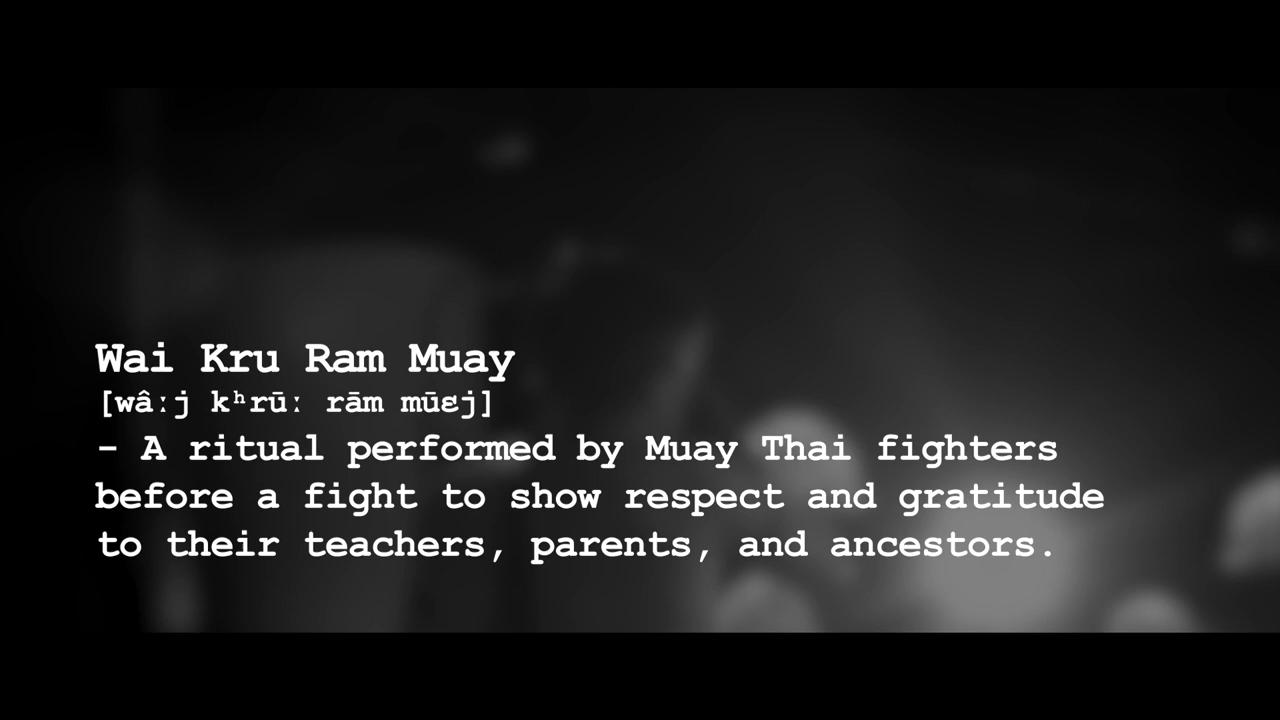 Wai Kru Ram Muay
[wâːj kʰrūː rām mūɛj]
- A ritual performed by Muay Thai fighters
before a fight to show respect and gratitude
to their teachers, parents, and ancestors.